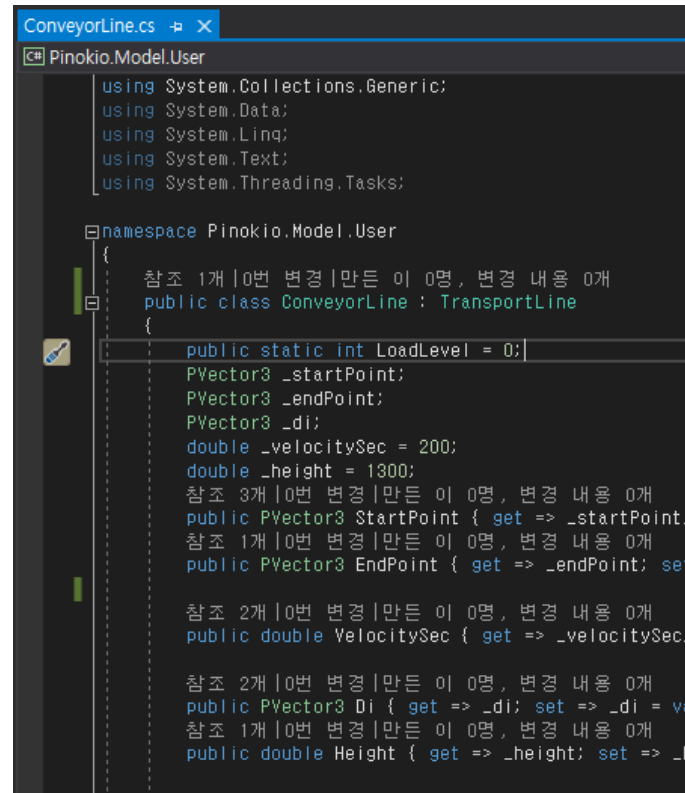 ConveyorLine.cs
C# Pinokio.Model.User
using System.Collections.Generic;
using System.Data;
using System.Linq;
using System.Text;
using System.Threading.Tasks;
namespace Pinokio.Model.User
{
참조 1개|0번 변경|만든 이 0명, 변경 내용 0개
public class ConveyorLine : TransportLine
{
public static int LoadLevel = 0;
PVector3 _startPoint;
PVector3 _endPoint;
PVector3 _di;
double _velocitySec = 200;
double _height = 1300;
참조 3개|0번 변경|만든 이 0명, 변경 내용 0개
public PVector3 StartPoint { get => _startPoint
참조 1개|0번 변경|만든 이 0명, 변경 내용 0개
public PVector3 EndPoint { get => _endPoint; set
참조 2개|0번 변경|만든 이 0명, 변경 내용 0개
public double VelocitySec { get => _velocitySec
참조 2개|0번 변경|만든 이 0명, 변경 내용 0개
public PVector3 Di { get => _di; set => _di = va
참조 1개|0번 변경|만든 이 0명, 변경 내용 0개
public double Height { get => _height; set => _